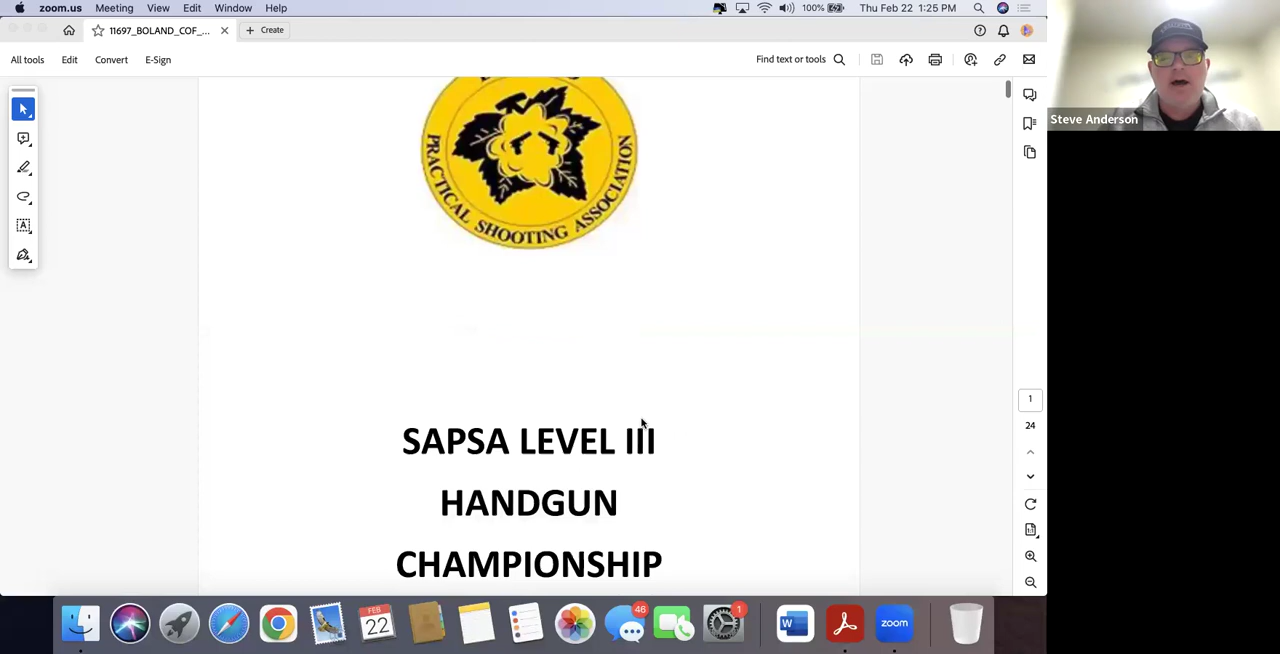 zoom.us Meeting View Edit Window Help 100% Thu Feb 22 1:25 PM
11697_BOLAND_COF_... Create
All tools Edit Convert E-Sign Find text or tools
Steve Anderson
PRACTICAL SHOOTING ASSOCIATION
SAPSA LEVEL III
HANDGUN
CHAMPIONSHIP
1
24
FEB
22
46
1
W
zoom